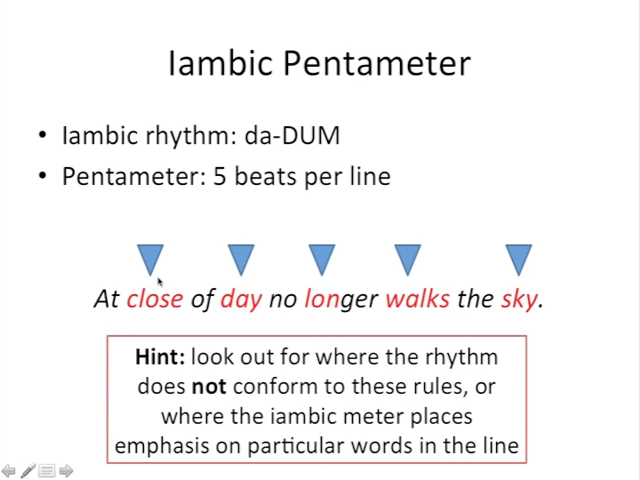 Iambic Pentameter
• Iambic rhythm: da-DUM
• Pentameter: 5 beats per line
At close of day no longer walks the sky.
Hint: look out for where the rhythm
does not conform to these rules, or
where the iambic meter places
emphasis on particular words in the line